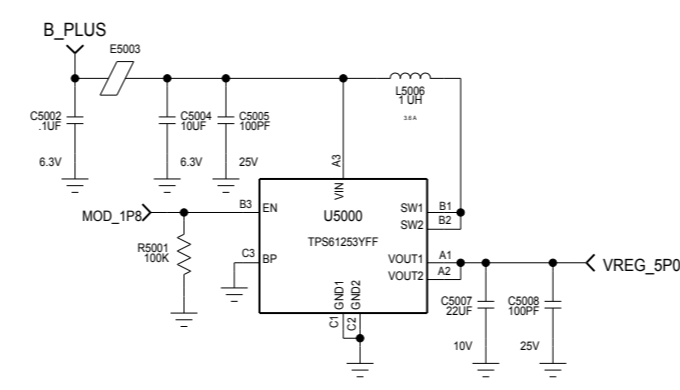 B_PLUS
E5003
C5002
.1UF
6.3V
C5004
10UF
6.3V
C5005
100PF
25V
L5006
1 UH
3.6 A
A3
VIN
MOD_1P8
B3
EN
U5000
TPS61253YFF
SW1
B1
SW2
B2
R5001
100K
C3
BP
VOUT1
A1
VOUT2
A2
VREG_5P0
GND1
GND2
C1
C2
C5007
22UF
10V
C5008
100PF
25V